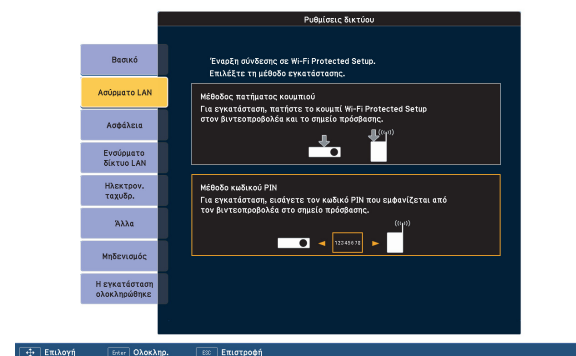 Ρυθμίσεις δικτύου
Βασικό
Ασύρματο LAN
Ασφάλεια
Ενσύρματο
δίκτυο LAN
Ηλεκτρον.
ταχυδρ.
Άλλα
Μηδενισμός
Η εγκατάσταση
ολοκληρώθηκε
Έναρξη σύνδεσης σε Wi-Fi Protected Setup.
Επιλέξτε τη μέθοδο εγκατάστασης.
Μέθοδος πατήματος κουμπιού
Για εγκατάσταση, πατήστε το κουμπί Wi-Fi Protected Setup
στον βιντεοπροβολέα και το σημείο πρόσβασης.
Μέθοδο κωδικού PIN
Για εγκατάσταση, εισάγετε τον κωδικό PIN που εμφανίζεται από
τον βιντεοπροβολέα στο σημείο πρόσβασης.
12345678
Επιλογή Enter Ολοκληρ. ESC Επιστροφή